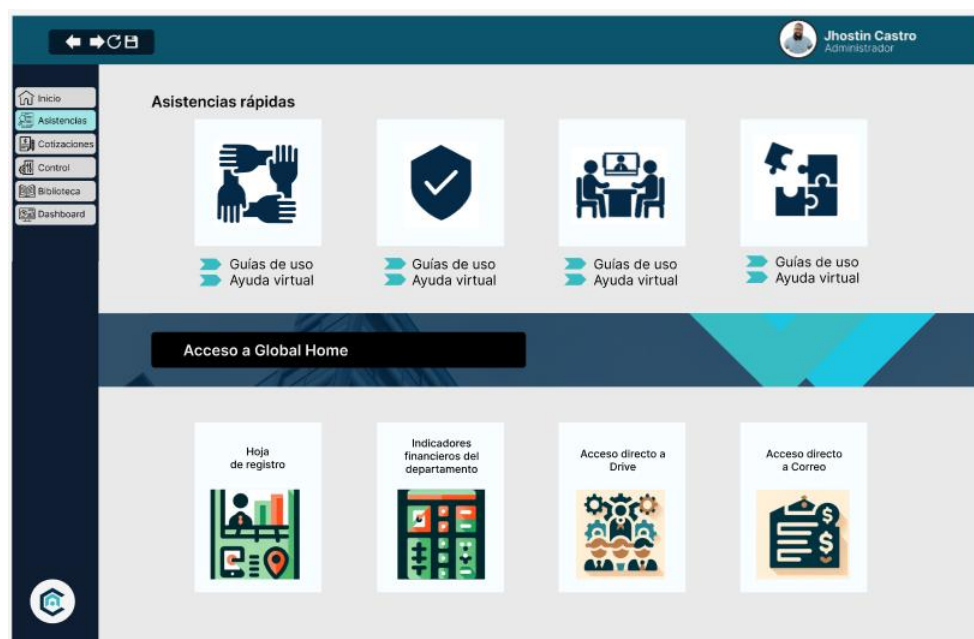 Jhostin Castro
Administrador
Inicio
Asistencias
Cotizaciones
Control
Biblioteca
Dashboard
Asistencias rápidas
Guías de uso
Ayuda virtual
Guías de uso
Ayuda virtual
Guías de uso
Ayuda virtual
Guías de uso
Ayuda virtual
Acceso a Global Home
Hoja
de registro
Indicadores
financieros del
departamento
Acceso directo a
Drive
Acceso directo
a Correo
$
$